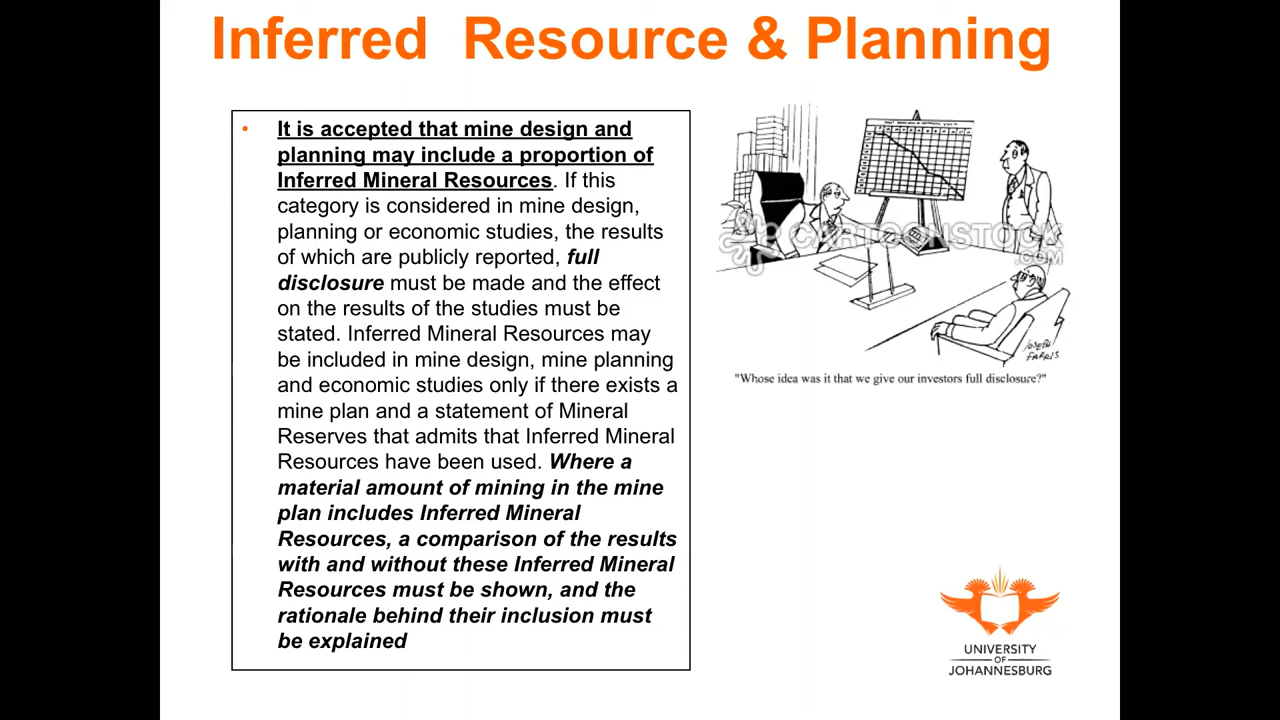 Inferred Resource & Planning
• It is accepted that mine design and
planning may include a proportion of
Inferred Mineral Resources. If this
category is considered in mine design,
planning or economic studies, the results
of which are publicly reported, full
disclosure must be made and the effect
on the results of the studies must be
stated. Inferred Mineral Resources may
be included in mine design, mine planning
and economic studies only if there exists a
mine plan and a statement of Mineral
Reserves that admits that Inferred Mineral
Resources have been used. Where a
material amount of mining in the mine
plan includes Inferred Mineral
Resources, a comparison of the results
with and without these Inferred Mineral
Resources must be shown, and the
rationale behind their inclusion must
be explained
CARTOONSTOCK
.COM
JOSEPH
FARRIS
"Whose idea was it that we give our investors full disclosure?"
UNIVERSITY
OF
JOHANNESBURG